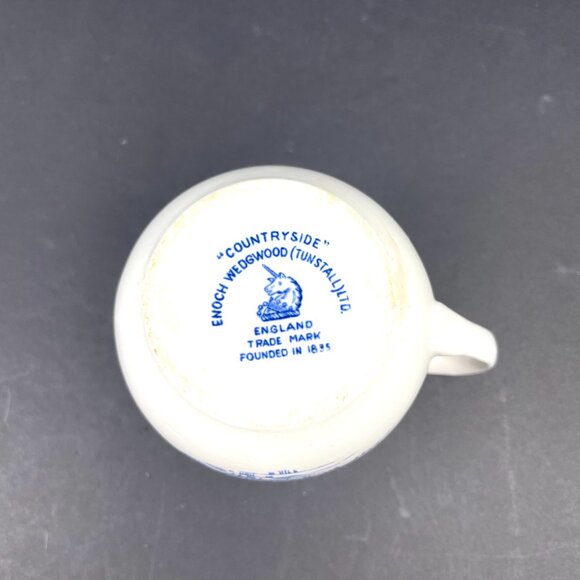 "COUNTRYSIDE"
ENOCH WEDGWOOD (TUNSTALL) LTD.
ENGLAND
TRADE MARK
FOUNDED IN 1835